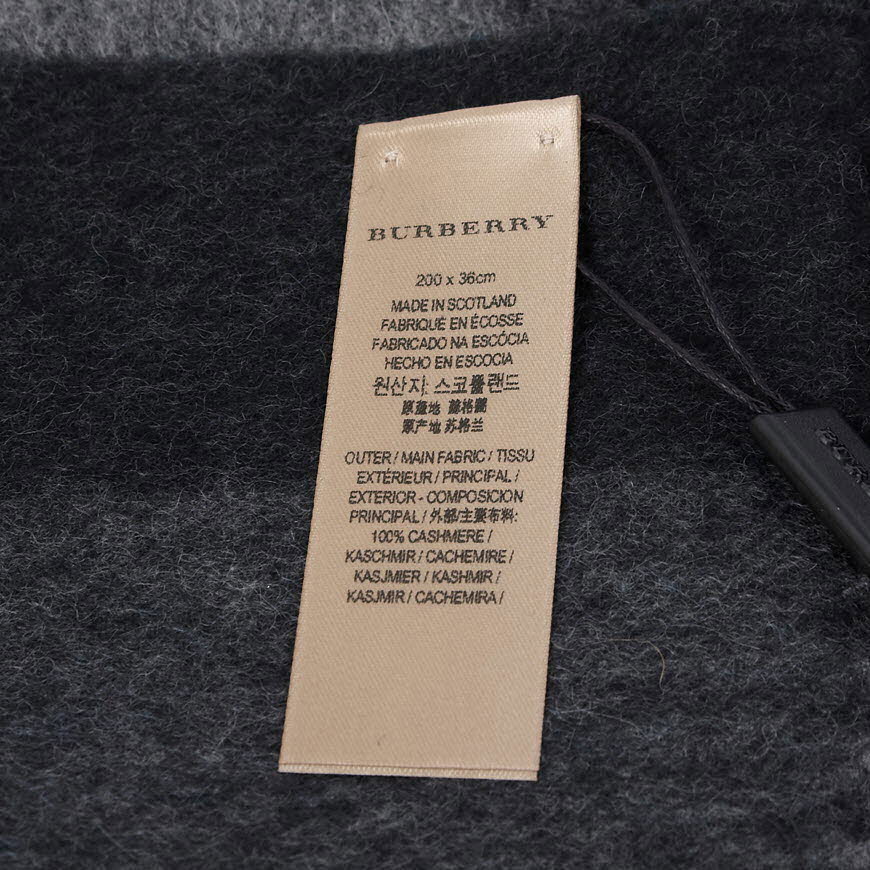 BURBERRY
200 x 36cm
MADE IN SCOTLAND
FABRIQUÉ EN ÉCOSSE
FABRICADO NA ESCÓCIA
HECHO EN ESCOCIA
원산지: 스코틀랜드
原產地 蘇格蘭
原产地 苏格兰
OUTER / MAIN FABRIC / TISSU
EXTÉRIEUR / PRINCIPAL /
EXTERIOR - COMPOSICION
PRINCIPAL / 外部/主要布料:
100% CASHMERE /
KASCHMIR / CACHEMIRE /
KASJMIER / KASHMIR /
KASJMIR / CACHEMIRA /